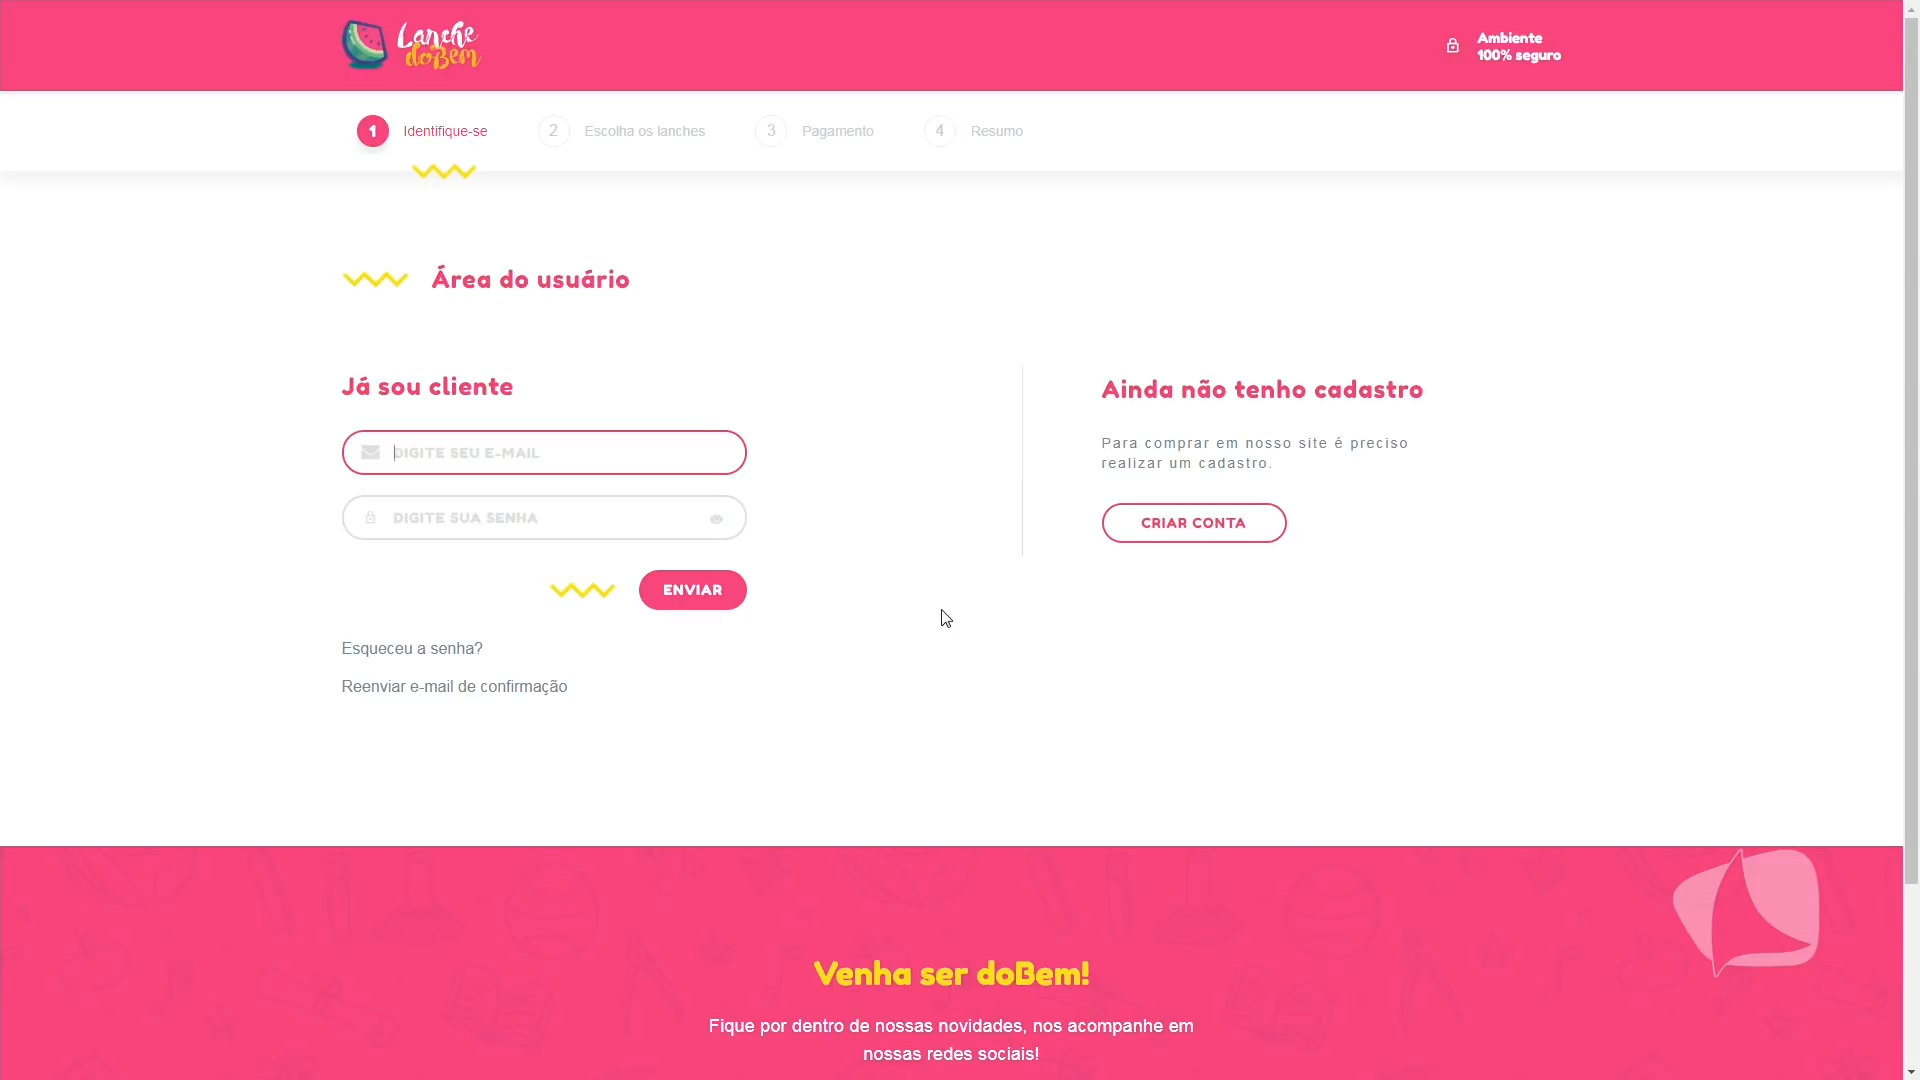 Lanche
doBem
Ambiente
100% seguro
1 Identifique-se
2 Escolha os lanches
3 Pagamento
4 Resumo
Área do usuário
Já sou cliente
DIGITE SEU E-MAIL
DIGITE SUA SENHA
ENVIAR
Esqueceu a senha?
Reenviar e-mail de confirmação
Ainda não tenho cadastro
Para comprar em nosso site é preciso
realizar um cadastro.
CRIAR CONTA
Venha ser doBem!
Fique por dentro de nossas novidades, nos acompanhe em
nossas redes sociais!